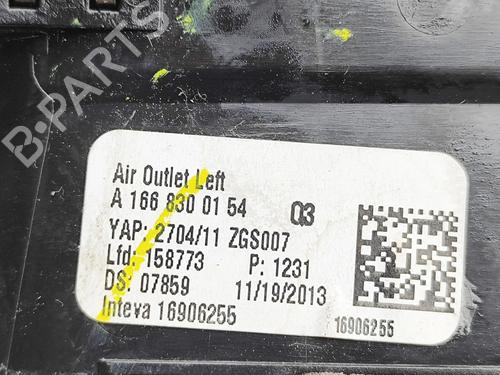 B-PARTS
Air Outlet Left
A 166 830 01 54 Q3
YAP: 2704/11 ZGS007
Lfd: 158773 P: 1231
DS: 07859 11/19/2013
Inteva 16906255
16906255